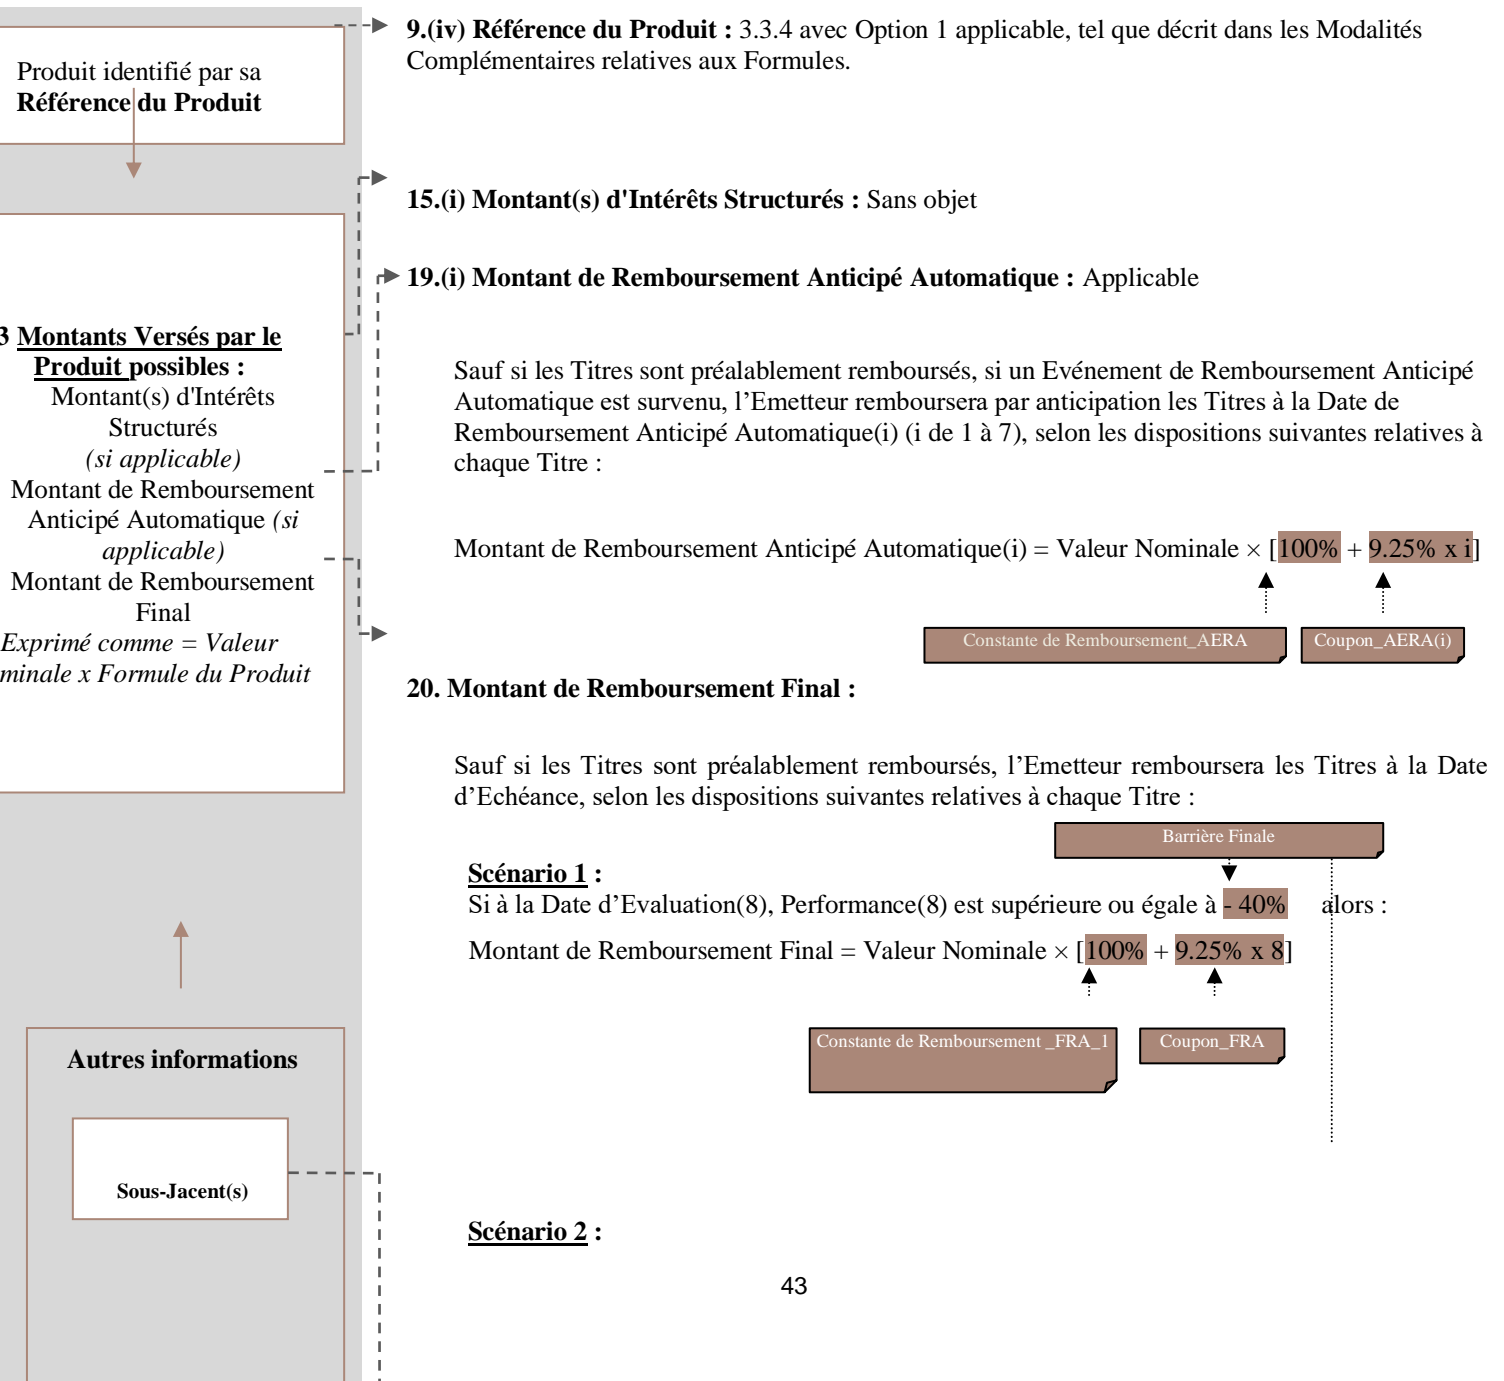 Produit identifié par sa
Référence du Produit
3 Montants Versés par le
Produit possibles :
Montant(s) d'Intérêts
Structurés
(si applicable)
Montant de Remboursement
Anticipé Automatique (si
applicable)
Montant de Remboursement
Final
Exprimé comme = Valeur
minale x Formule du Produit
Autres informations
Sous-Jacent(s)
9.(iv) Référence du Produit : 3.3.4 avec Option 1 applicable, tel que décrit dans les Modalités
Complémentaires relatives aux Formules.
15.(i) Montant(s) d'Intérêts Structurés : Sans objet
19.(i) Montant de Remboursement Anticipé Automatique : Applicable
Sauf si les Titres sont préalablement remboursés, si un Evénement de Remboursement Anticipé
Automatique est survenu, l’Emetteur remboursera par anticipation les Titres à la Date de
Remboursement Anticipé Automatique(i) (i de 1 à 7), selon les dispositions suivantes relatives à
chaque Titre :
Montant de Remboursement Anticipé Automatique(i) = Valeur Nominale × [100% + 9.25% x i]
Constante de Remboursement_AERA Coupon_AERA(i)
20. Montant de Remboursement Final :
Sauf si les Titres sont préalablement remboursés, l’Emetteur remboursera les Titres à la Date
d’Echéance, selon les dispositions suivantes relatives à chaque Titre :
Barrière Finale
Scénario 1 :
Si à la Date d’Evaluation(8), Performance(8) est supérieure ou égale à - 40% alors :
Montant de Remboursement Final = Valeur Nominale × [100% + 9.25% x 8]
Constante de Remboursement _FRA_1 Coupon_FRA
Scénario 2 :
43